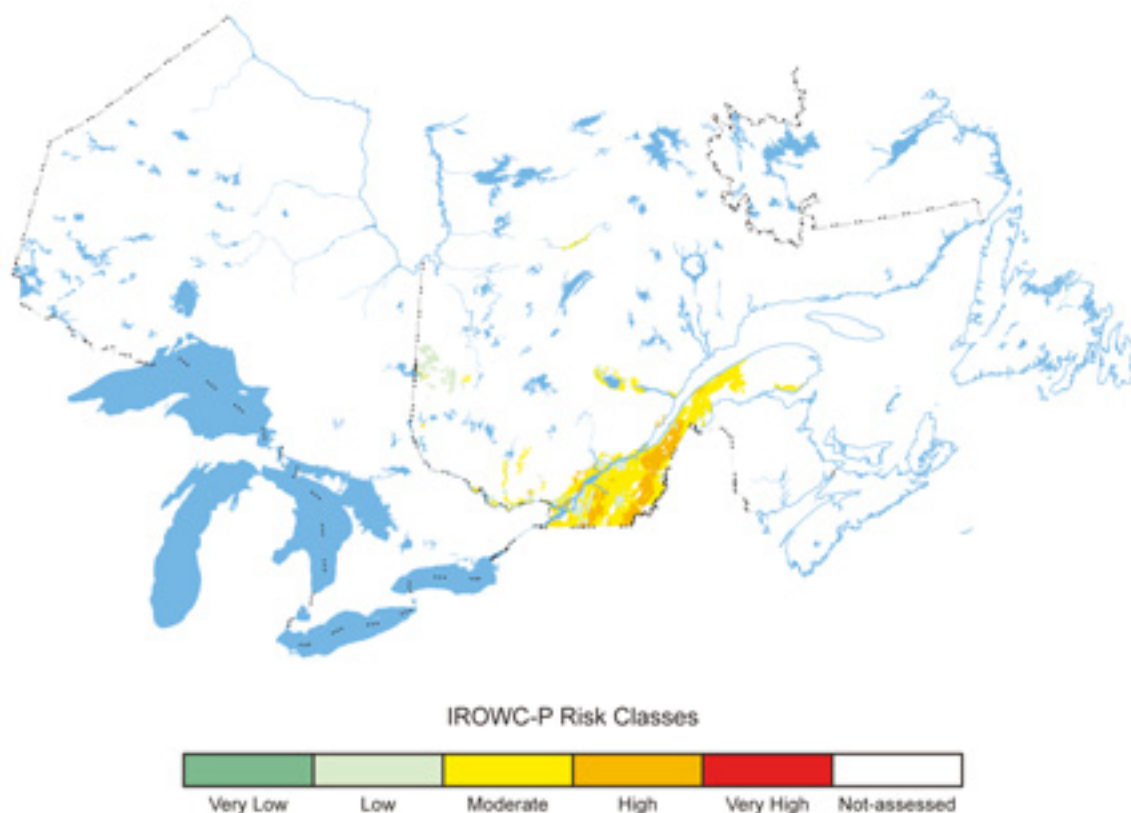 IROWC-P Risk Classes
Very Low Low Moderate High Very High Not-assessed